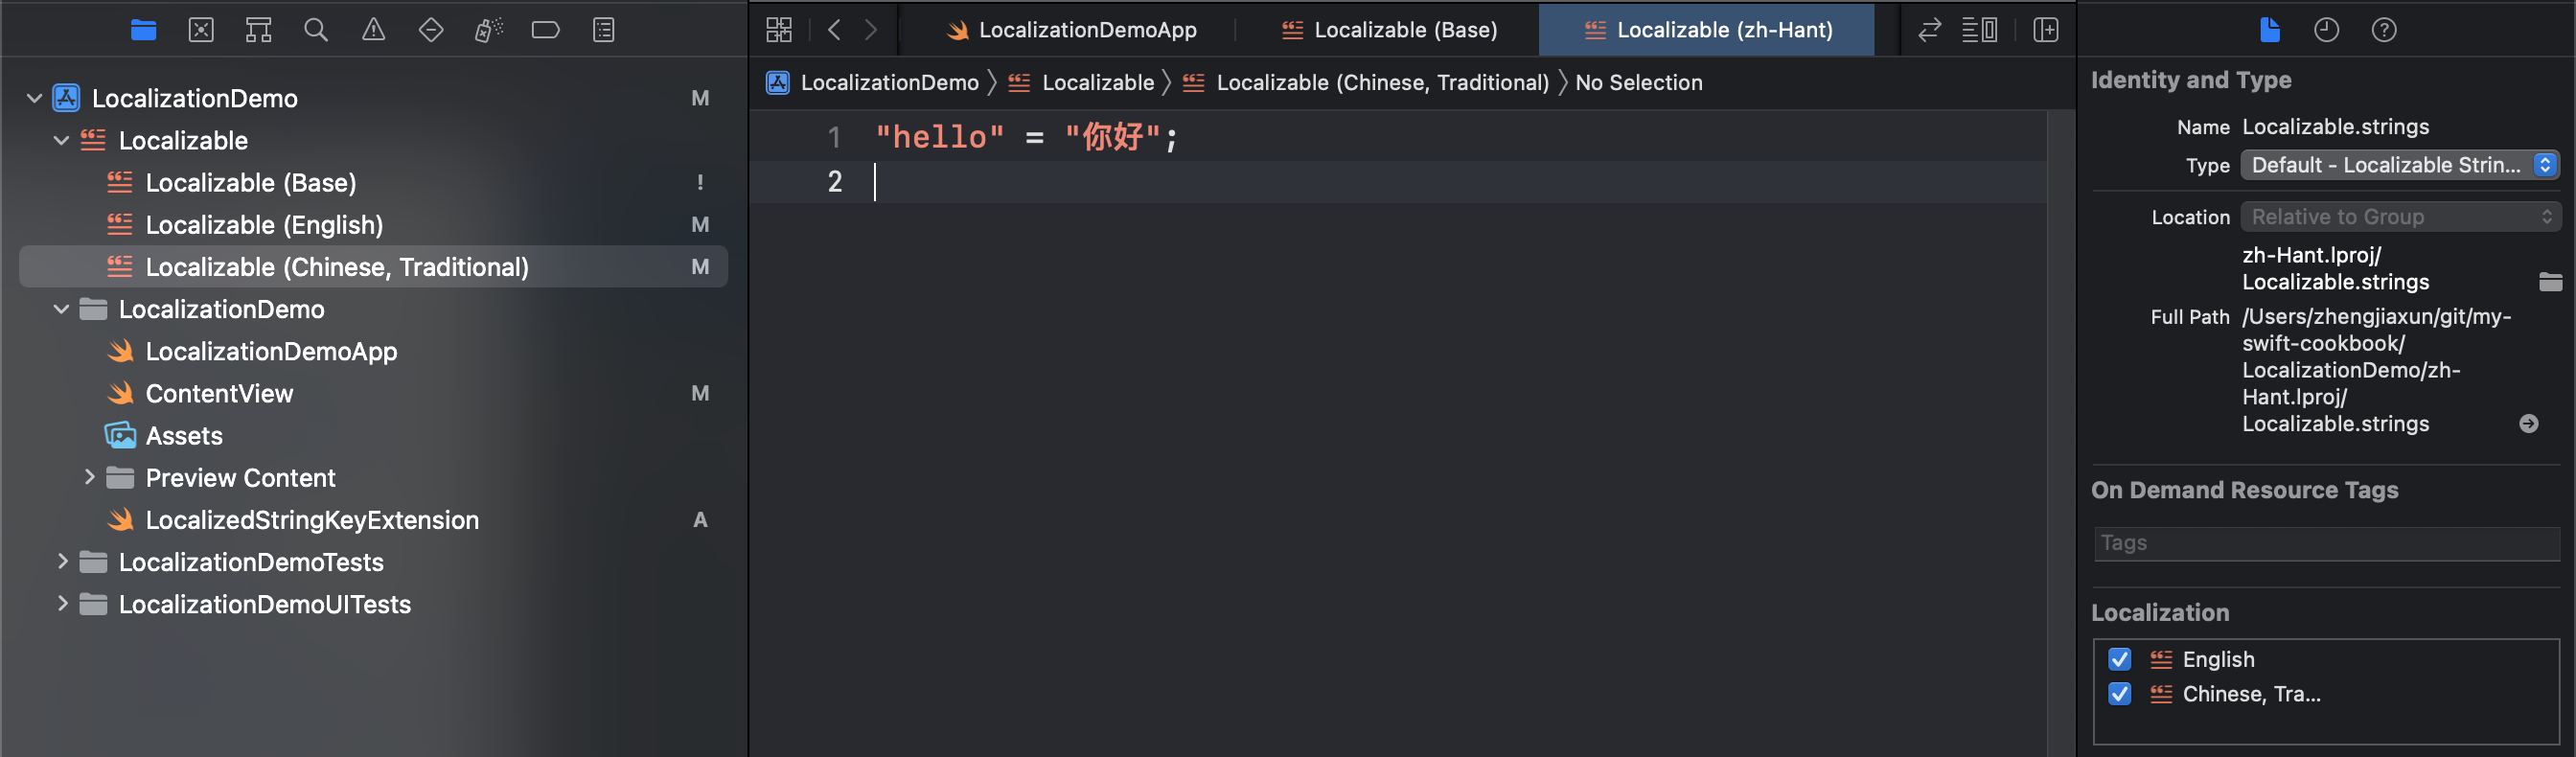 LocalizationDemo M
Localizable
Localizable (Base) !
Localizable (English) M
Localizable (Chinese, Traditional) M
LocalizationDemo
LocalizationDemoApp
ContentView M
Assets
Preview Content
LocalizedStringKeyExtension A
LocalizationDemoTests
LocalizationDemoUITests
LocalizationDemoApp Localizable (Base) Localizable (zh-Hant)
LocalizationDemo Localizable Localizable (Chinese, Traditional) No Selection
1 "hello" = "你好";
2
Identity and Type
Name Localizable.strings
Type Default - Localizable Strin...
Location Relative to Group
zh-Hant.lproj/
Localizable.strings
Full Path /Users/zhengjiaxun/git/my-
swift-cookbook/
LocalizationDemo/zh-
Hant.lproj/
Localizable.strings
On Demand Resource Tags
Tags
Localization
English
Chinese, Tra...